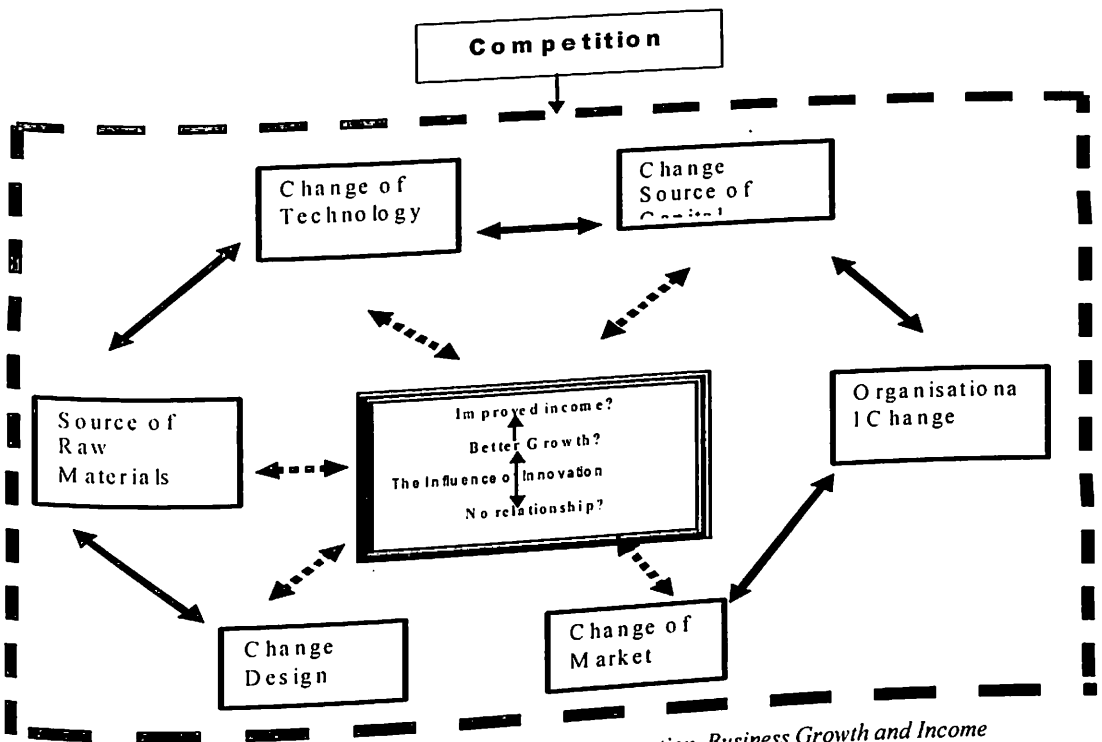 Competition
Change of
Technology
Change
Source of
Source of
Raw
Materials
Improved income?
Better Growth?
The Influence of Innovation
No relationship?
Organisationa
lChange
Change
Design
Change of
Market
Business Growth and Income